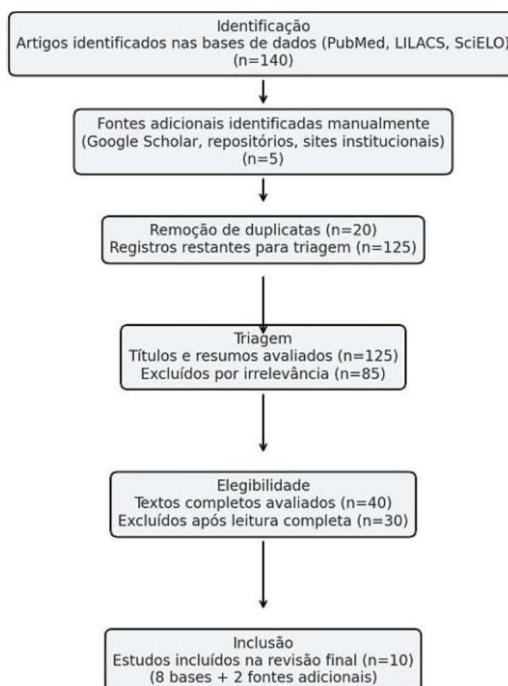 Identificação
Artigos identificados nas bases de dados (PubMed, LILACS, SciELO)
(n=140)
Fontes adicionais identificadas manualmente
(Google Scholar, repositórios, sites institucionais)
(n=5)
Remoção de duplicatas (n=20)
Registros restantes para triagem (n=125)
Triagem
Títulos e resumos avaliados (n=125)
Excluídos por irrelevância (n=85)
Elegibilidade
Textos completos avaliados (n=40)
Excluídos após leitura completa (n=30)
Inclusão
Estudos incluídos na revisão final (n=10)
(8 bases + 2 fontes adicionais)